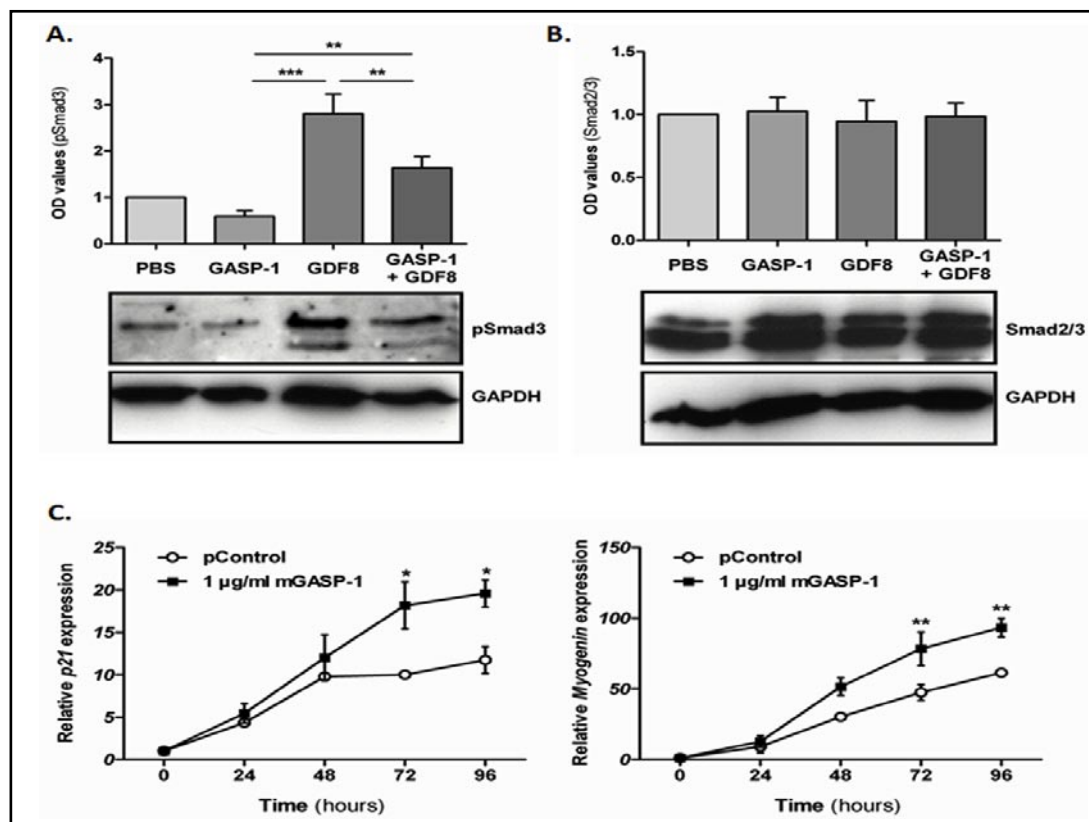 A.
**
***
**
OD values (pSmad3)
4
3
2
1
0
PBS
GASP-1
GDF8
GASP-1
+ GDF8
pSmad3
GAPDH
B.
OD values (Smad2/3)
1.5
1.0
0.5
0.0
PBS
GASP-1
GDF8
GASP-1
+ GDF8
Smad2/3
GAPDH
C.
Relative p21 expression
25
20
15
10
5
0
pControl
1 µg/ml mGASP-1
*
*
0
24
48
72
96
Time (hours)
Relative Myogenin expression
150
100
50
0
pControl
1 µg/ml mGASP-1
**
**
0
24
48
72
96
Time (hours)